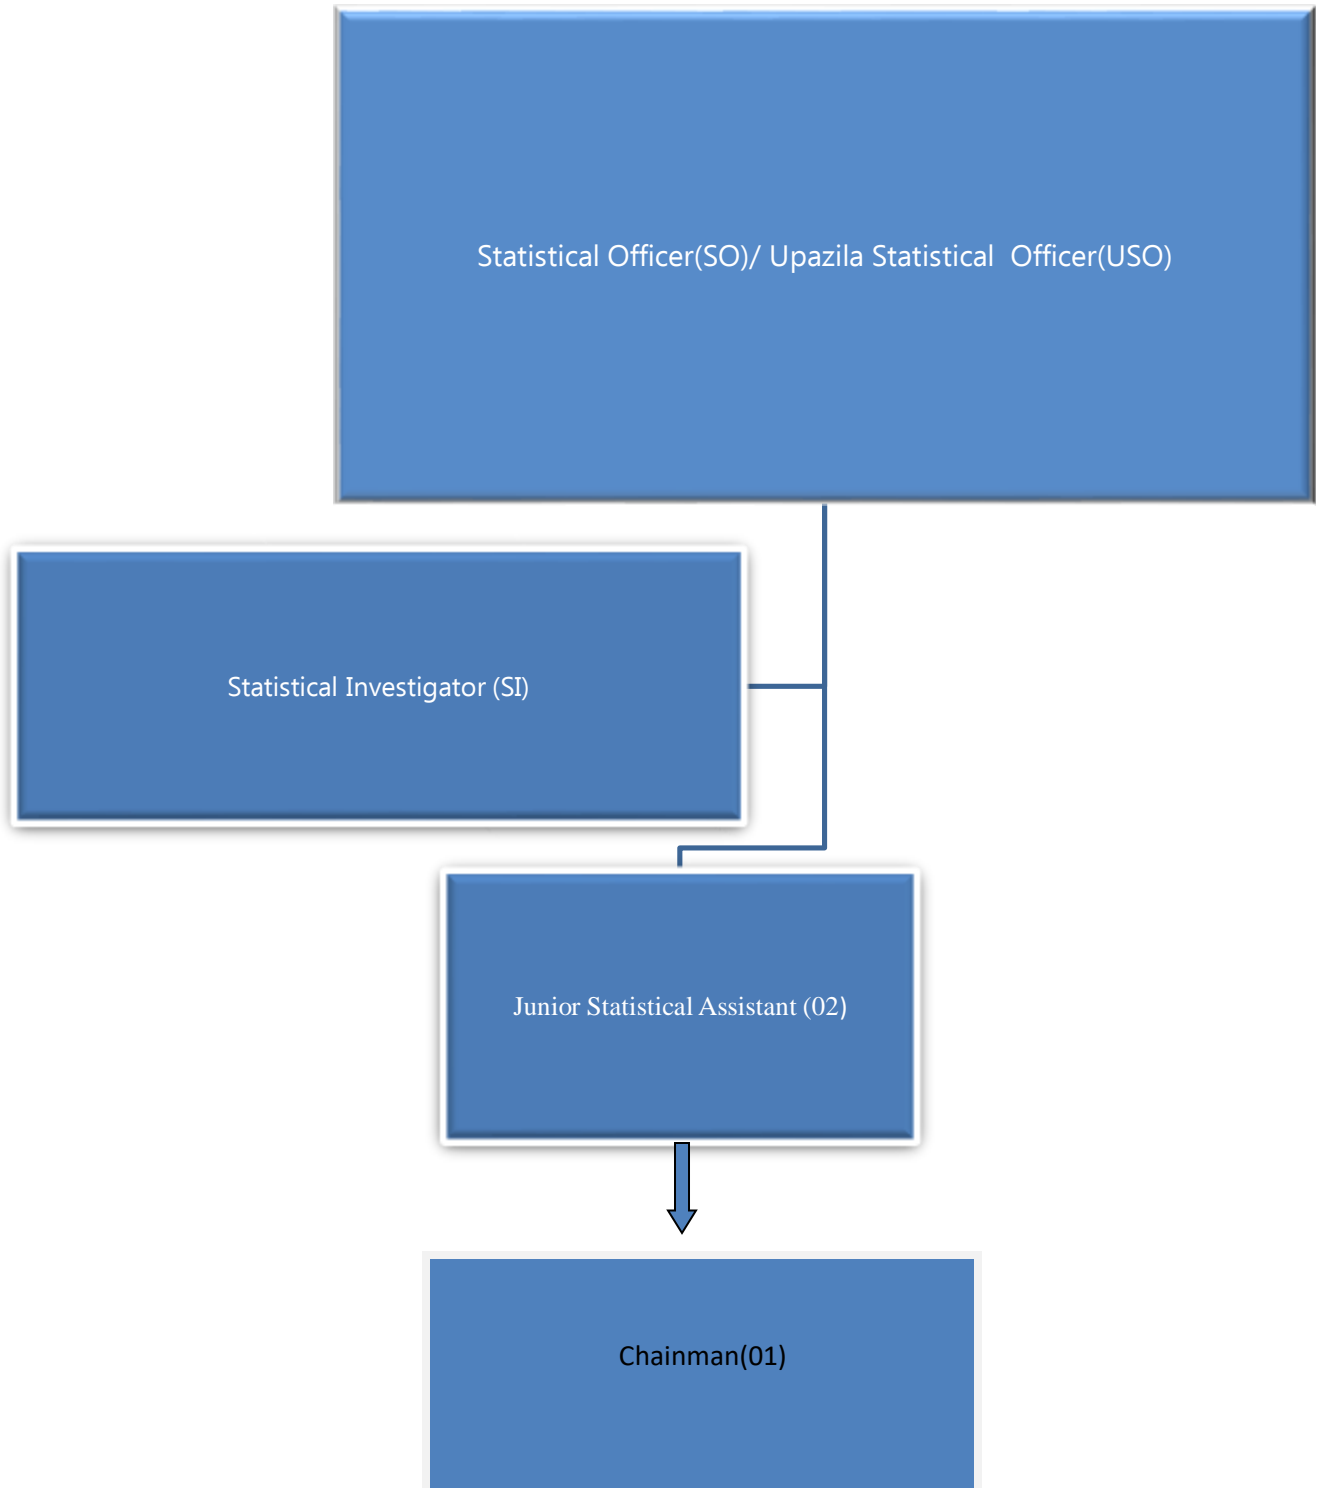 Statistical Officer(SO)/ Upazila Statistical  Officer(USO)
Statistical Investigator (SI)
Junior Statistical Assistant (02)
Chainman(01)